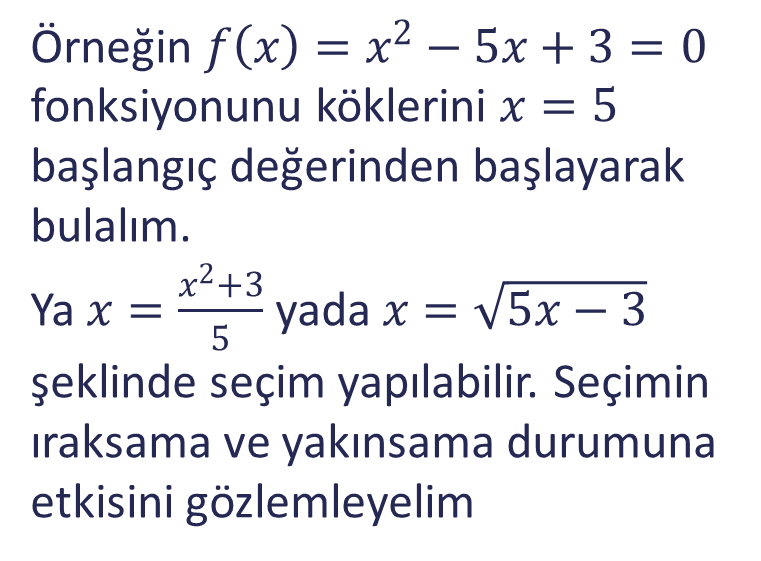 Örneğin f(x) = x² − 5x + 3 = 0
fonksiyonunu köklerini x = 5
başlangıç değerinden başlayarak
bulalım.
Ya x = (x²+3)/5 yada x = √(5x − 3)
şeklinde seçim yapılabilir. Seçimin
ıraksama ve yakınsama durumuna
etkisini gözlemleyelim